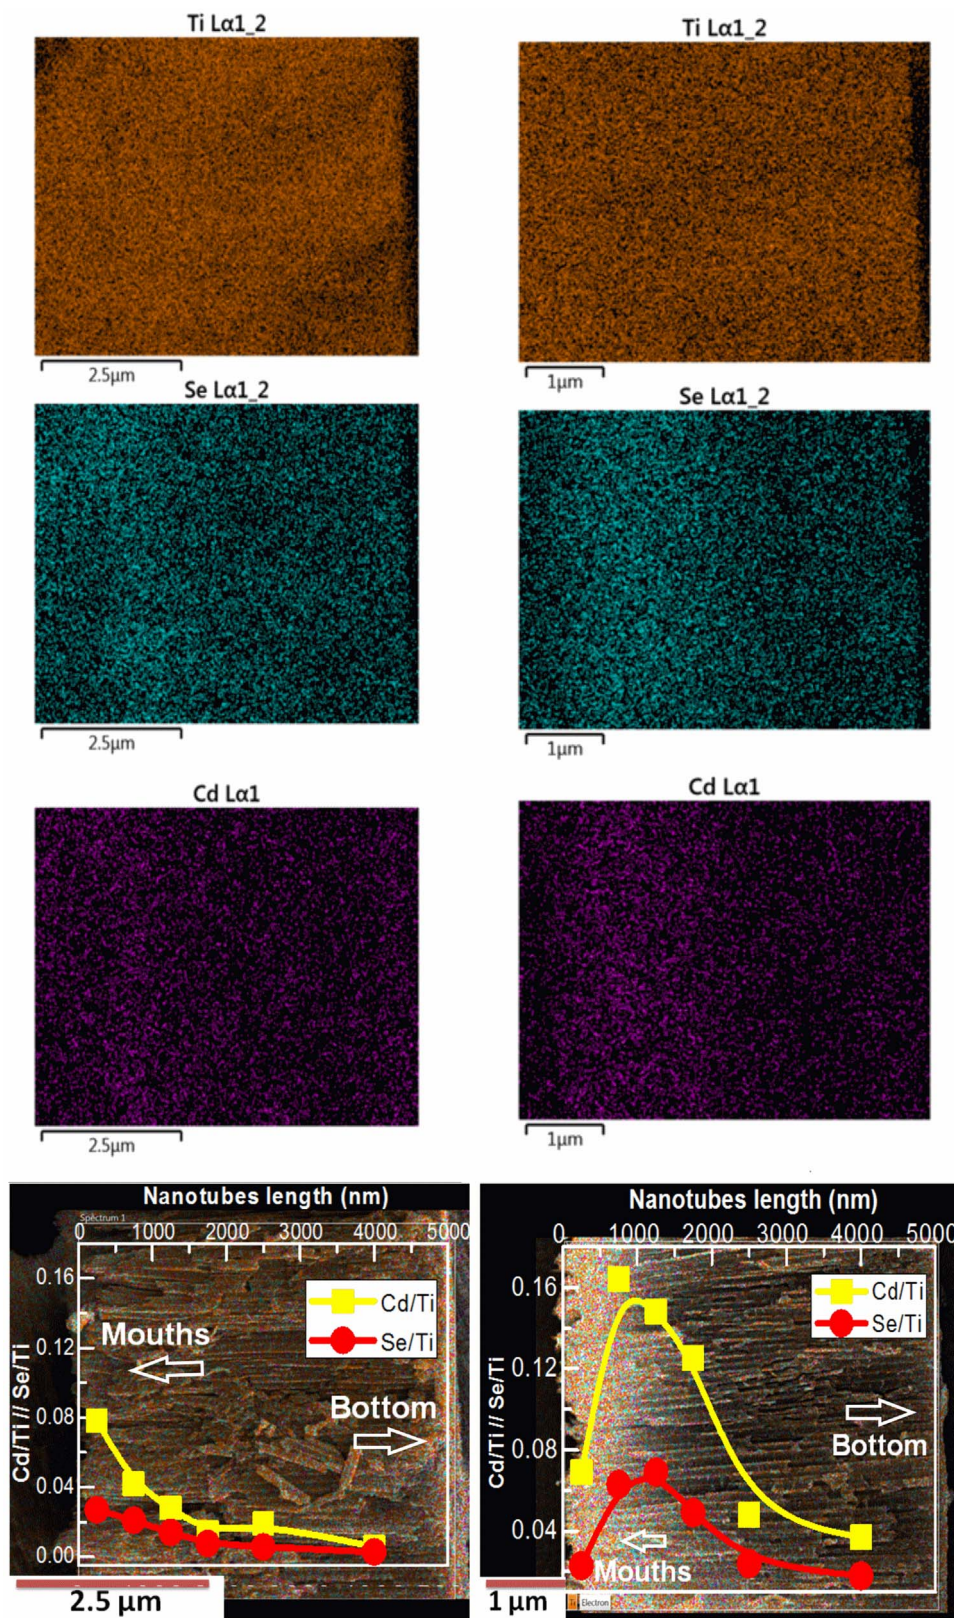 Ti Lα1_2
Ti Lα1_2
2.5μm
1μm
Se Lα1_2
Se Lα1_2
2.5μm
1μm
Cd Lα1
Cd Lα1
2.5μm
1μm
Nanotubes length (nm)
Spectrum 1
0 1000 2000 3000 4000 5000
0.16
0.12
0.08
0.04
0.00
Cd/Ti // Se/Ti
Cd/Ti
Se/Ti
Mouths
Bottom
2.5 μm
Nanotubes length (nm)
0 1000 2000 3000 4000 5000
0.16
0.12
0.08
0.04
Cd/Ti // Se/Ti
Cd/Ti
Se/Ti
Bottom
Mouths
1 μm
Ti Electron